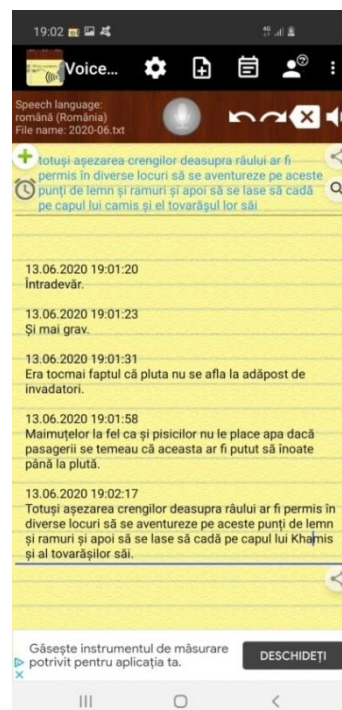 19:02
Voice...
Speech language:
română (România)
File name: 2020-06.txt
totuși așezarea crengilor deasupra râului ar fi
permis în diverse locuri să se aventureze pe aceste
punți de lemn și ramuri și apoi să se lase să cadă
pe capul lui camis și el tovarășul lor săi
13.06.2020 19:01:20
Întradevăr.
13.06.2020 19:01:23
Și mai grav.
13.06.2020 19:01:31
Era tocmai faptul că pluta nu se afla la adăpost de
invadatori.
13.06.2020 19:01:58
Maimuțelor la fel ca și pisicilor nu le place apa dacă
pasagerii se temeau că aceasta ar fi putut să înoate
până la plută.
13.06.2020 19:02:17
Totuși așezarea crengilor deasupra râului ar fi permis în
diverse locuri să se aventureze pe aceste punți de lemn
și ramuri și apoi să se lase să cadă pe capul lui Khamis
și al tovarășilor săi.
Găsește instrumentul de măsurare
potrivit pentru aplicația ta.
DESCHIDEȚI